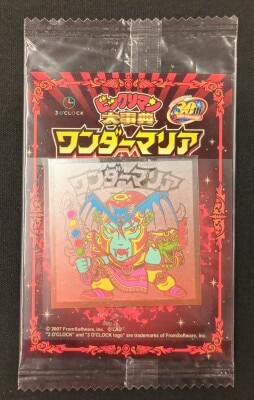 3 O'CLOCK
ビックリマン
大事典
20th
ワンダーマリア
ワンダーマリア
© 2007 FromSoftware, Inc. ©LAD
"3 O'CLOCK" and "3 O'CLOCK logo" are trademarks of FromSoftware, Inc.